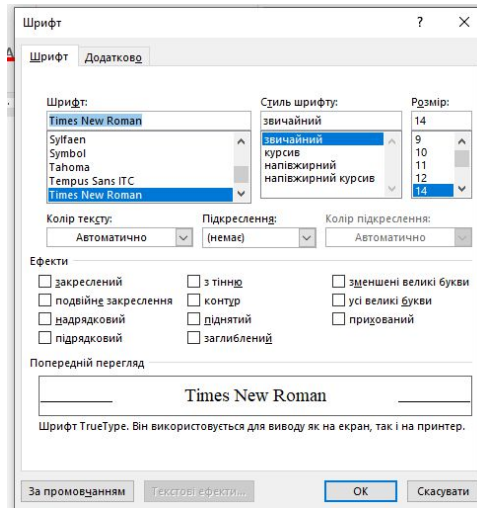 Шрифт ? ×
Шрифт Додатково
Шрифт: Стиль шрифту: Розмір:
Times New Roman звичайний 14
Sylfaen звичайний 9
Symbol курсив 10
Tahoma напівжирний 11
Tempus Sans ITC напівжирний курсив 12
Times New Roman 14
Колір тексту: Підкреслення: Колір підкреслення:
Автоматично (немає) Автоматично
Ефекти
закреслений з тінню зменшені великі букви
подвійне закреслення контур усі великі букви
надрядковий піднятий прихований
підрядковий заглиблений
Попередній перегляд
Times New Roman
Шрифт TrueType. Він використовується для виводу як на екран, так і на принтер.
За промовчанням Текстові ефекти... ОК Скасувати